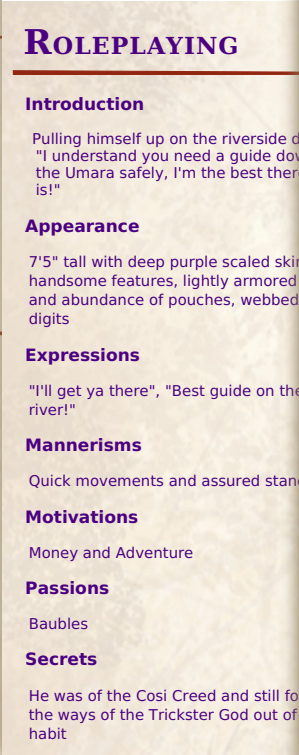 ROLEPLAYING
Introduction
Pulling himself up on the riverside
"I understand you need a guide
the Umara safely, I'm the best
is!"
Appearance
7'5" tall with deep purple scaled
handsome features, lightly armored
and abundance of pouches, webbed
digits
Expressions
"I'll get ya there", "Best guide on the
river!"
Mannerisms
Quick movements and assured
Motivations
Money and Adventure
Passions
Baubles
Secrets
He was of the Cosi Creed and still
the ways of the Trickster God out of
habit